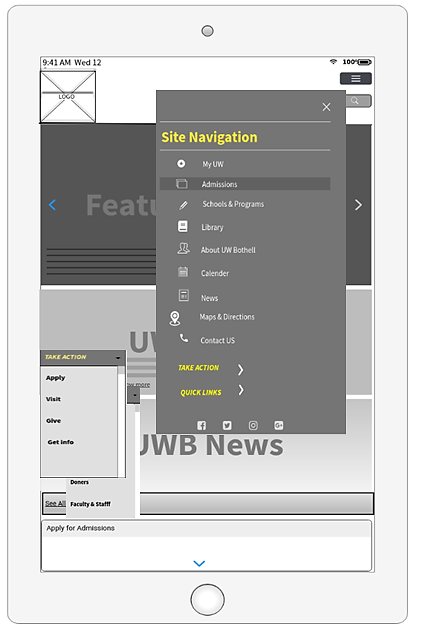 9:41 AM Wed 12
100%
LOGO
Site Navigation
My UW
Admissions
Schools & Programs
Library
About UW Bothell
Calender
News
Maps & Directions
Contact US
TAKE ACTION
QUICK LINKS
Featu
UW
TAKE ACTION
Apply
Visit
Give
Get info
ow more
UWB News
Doners
See All
Faculty & Stafff
Apply for Admissions